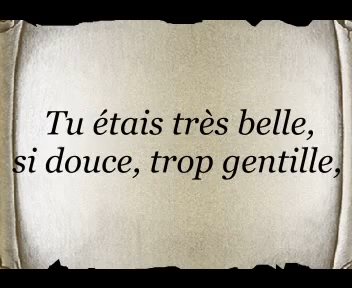 Tu étais très belle,
si douce, trop gentille,